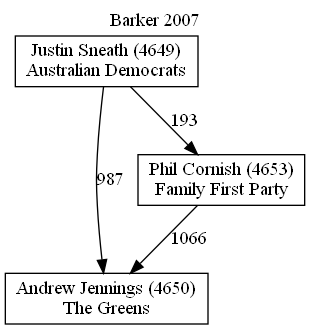 Barker 2007
Justin Sneath (4649)
Australian Democrats
193
Phil Cornish (4653)
Family First Party
987
1066
Andrew Jennings (4650)
The Greens